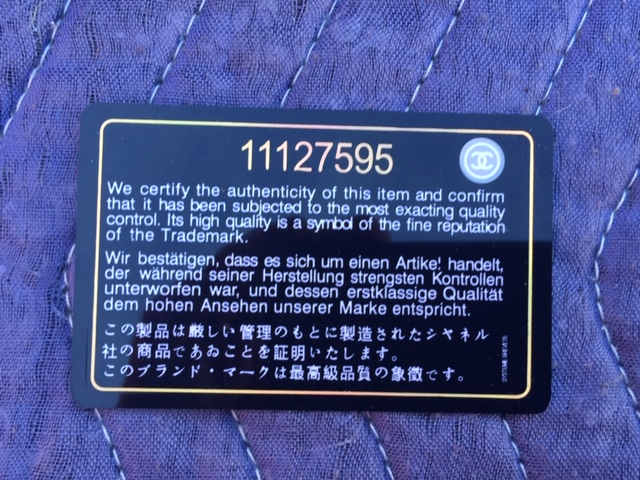 11127595
We certify the authenticity of this item and confirm
that it has been subjected to the most exacting quality
control. Its high quality is a symbol of the fine reputation
of the Trademark.
Wir bestätigen, dass es sich um einen Artike! handelt,
der während seiner Herstellung strengsten Kontrollen
unterworfen war, und dessen erstklassige Qualität
dem hohen Ansehen unserer Marke entspricht.
この製品は厳しい管理のもとに製造されたシヤネル
社の商品であおことを証明いたします。
このブランド・マークは最高級品質の象徴です。